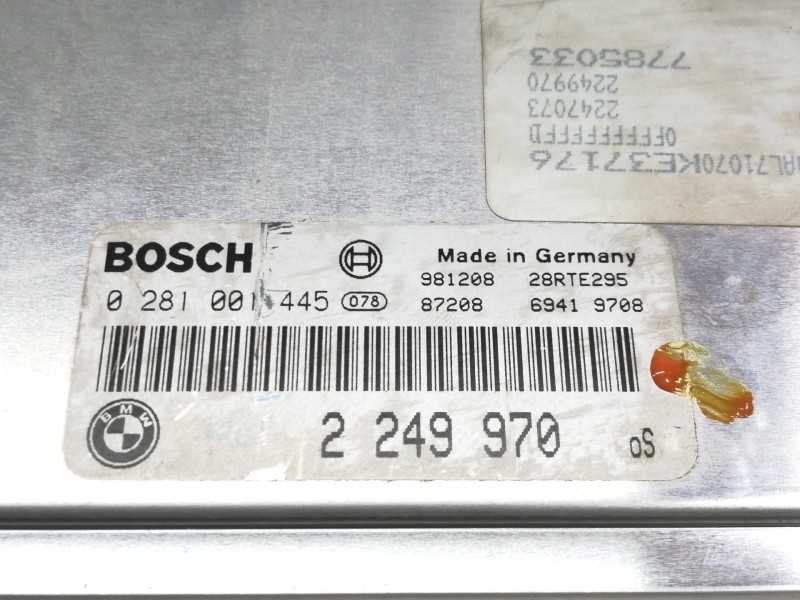 7785033
2249970
2247073
0FFFFFFFFD
AL71070KE37176
BOSCH
Made in Germany
981208 28RTE295
0 281 001 445 078
87208 6941 9708
BMW
2 249 970 oS